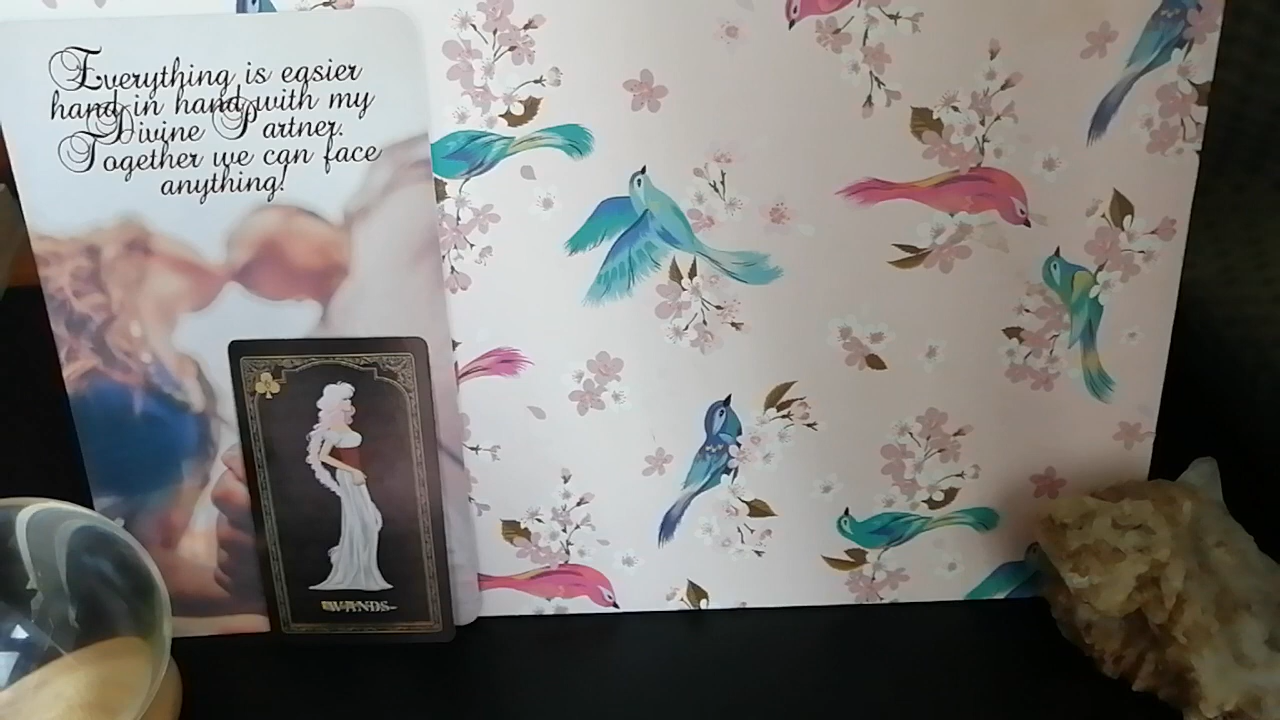 Everything is easier
hand in hand with my
Divine Partner.
Together we can face
anything!
WANDS